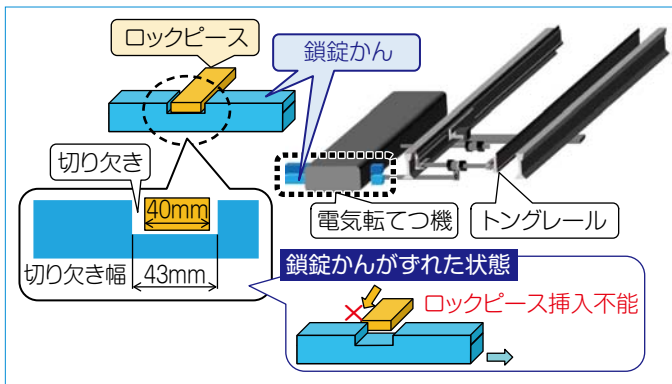 ロックピース
鎖錠かん
切り欠き
40mm
切り欠き幅
43mm
電気転てつ機
トングレール
鎖錠かんがずれた状態
ロックピース挿入不能